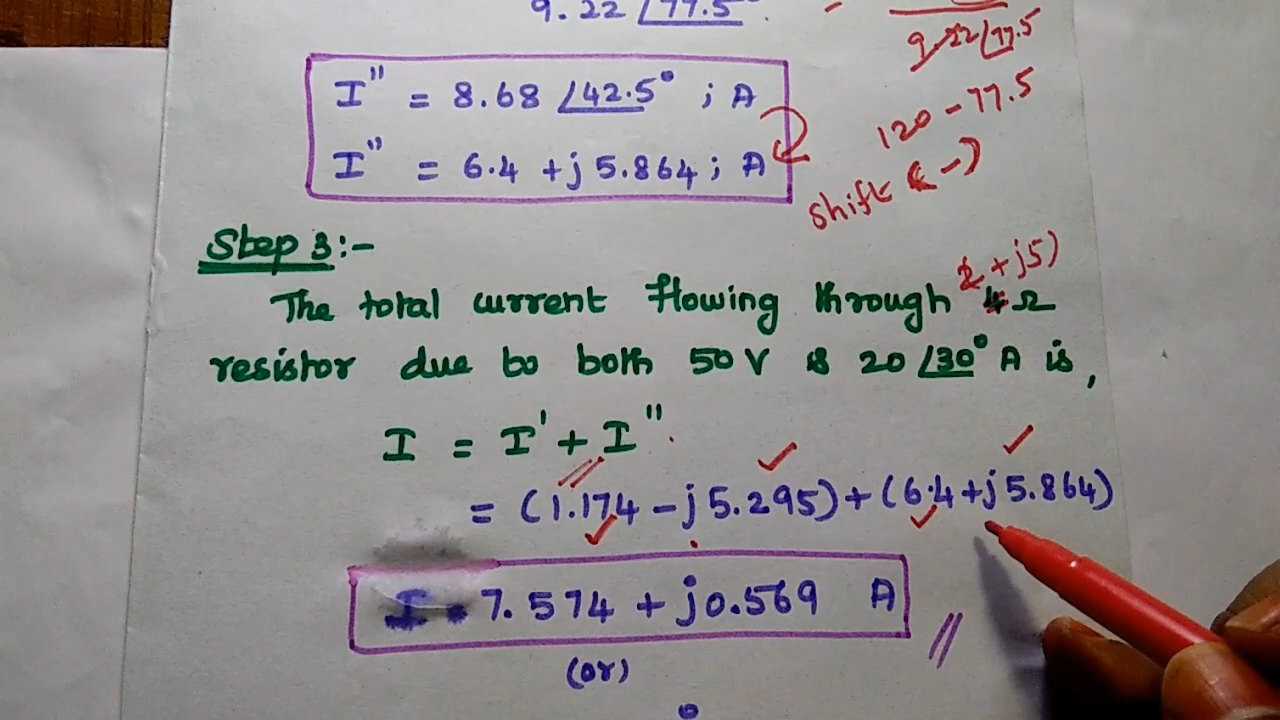 9.22 ∠77.5°
9.22∠77.5
I'' = 8.68 ∠42.5° ; A
120 - 77.5
I'' = 6.4 + j 5.864 ; A
Shift (-)
Step 3:-
2 + j5)
The total current flowing through 4Ω
resistor due to both 50 V is 20 ∠30° A is,
I = I' + I''.
= (1.174 - j 5.295) + (6.4 + j 5.864)
I = 7.574 + j0.569 A
(or)